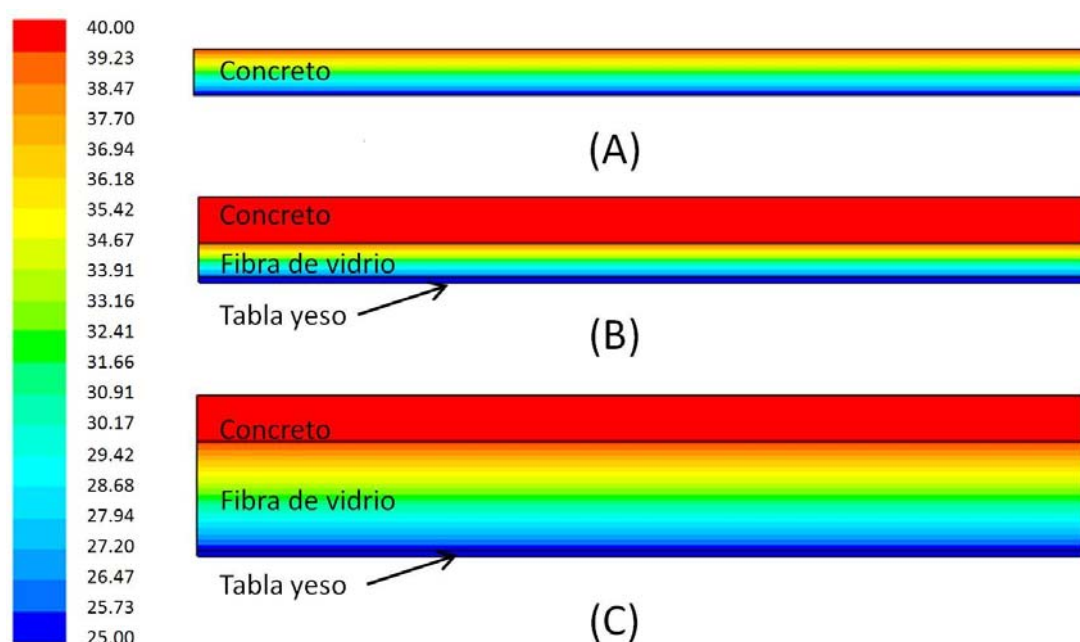 40.00
39.23
38.47
37.70
36.94
36.18
35.42
34.67
33.91
33.16
32.41
31.66
30.91
30.17
29.42
28.68
27.94
27.20
26.47
25.73
25.00
Concreto
(A)
Concreto
Fibra de vidrio
Tabla yeso
(B)
Concreto
Fibra de vidrio
Tabla yeso
(C)